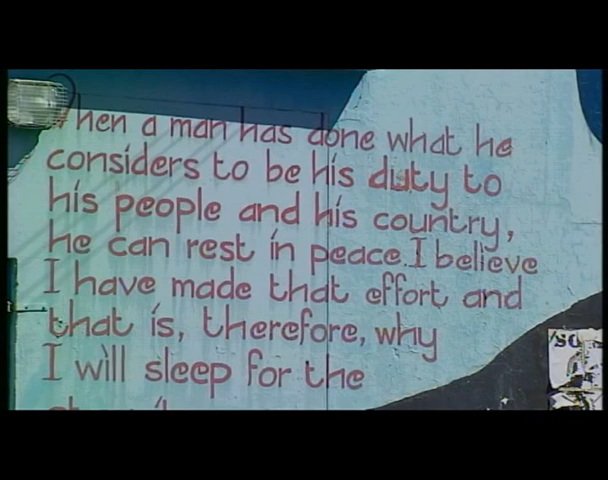 When a man has done what he
considers to be his duty to
his people and his country,
he can rest in peace. I believe
I have made that effort and
that is, therefore, why
I will sleep for the